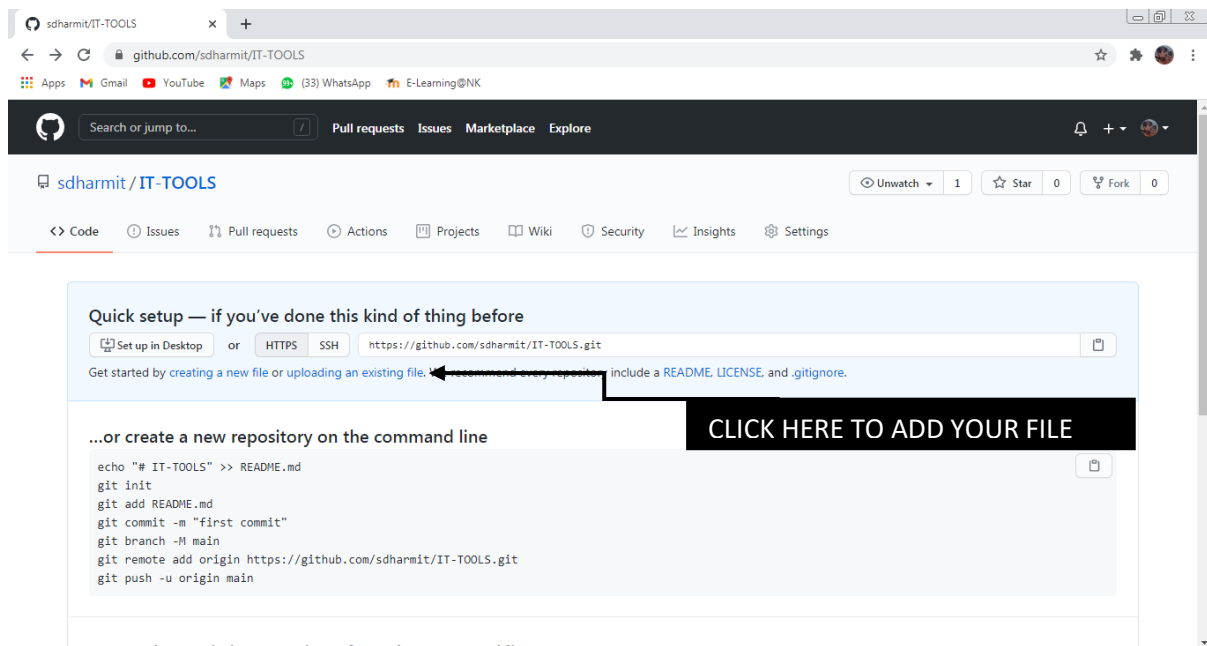 sdharmit/IT-TOOLS
github.com/sdharmit/IT-TOOLS
Apps Gmail YouTube Maps (33) WhatsApp E-Learning@NK
Search or jump to... / Pull requests Issues Marketplace Explore
sdharmit / IT-TOOLS Unwatch 1 Star 0 Fork 0
<> Code Issues Pull requests Actions Projects Wiki Security Insights Settings
Quick setup — if you've done this kind of thing before
Set up in Desktop or HTTPS SSH https://github.com/sdharmit/IT-TOOLS.git
Get started by creating a new file or uploading an existing file. We recommend every repository include a README, LICENSE, and .gitignore.
CLICK HERE TO ADD YOUR FILE
...or create a new repository on the command line
echo "# IT-TOOLS" >> README.md
git init
git add README.md
git commit -m "first commit"
git branch -M main
git remote add origin https://github.com/sdharmit/IT-TOOLS.git
git push -u origin main